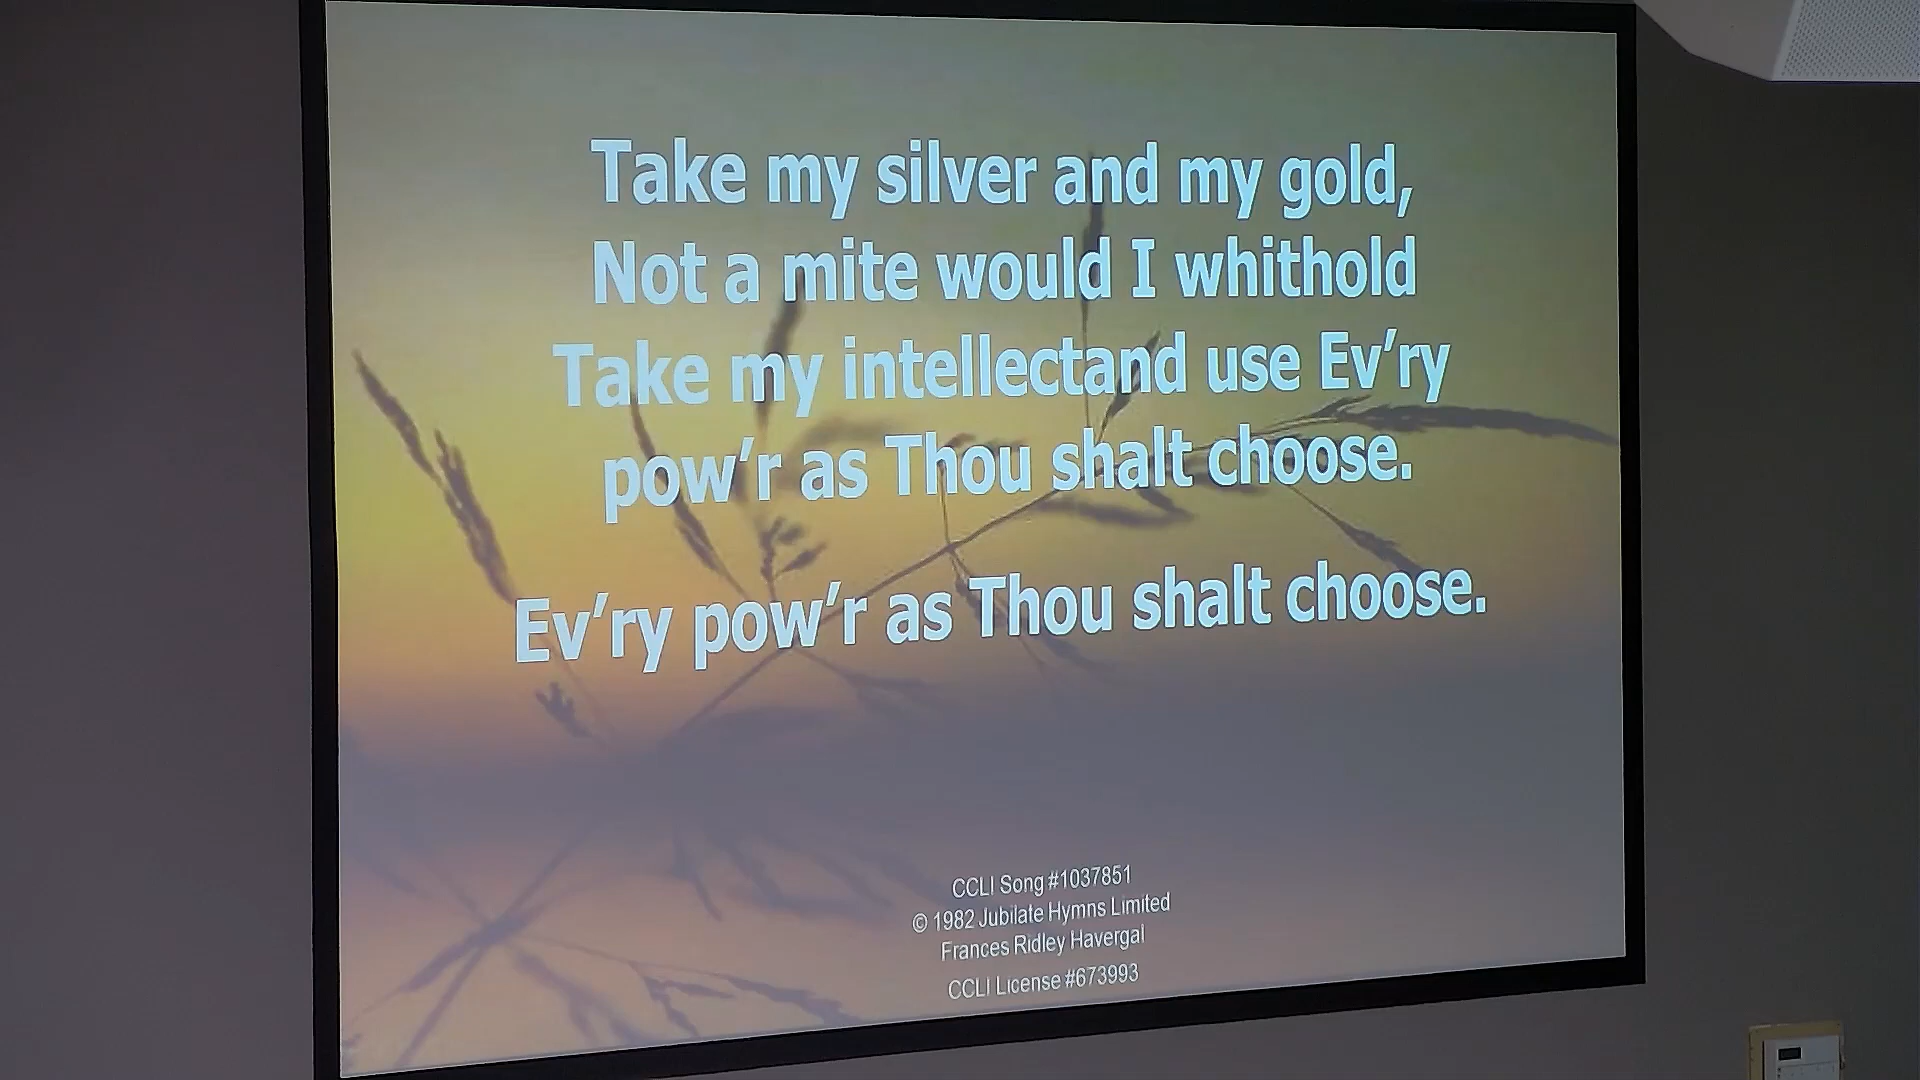 Take my silver and my gold,
Not a mite would I whithold
Take my intellectand use Ev'ry
pow'r as Thou shalt choose.
Ev'ry pow'r as Thou shalt choose.
CCLI Song #1037851
© 1982 Jubilate Hymns Limited
Frances Ridley Havergal
CCLI License #673993